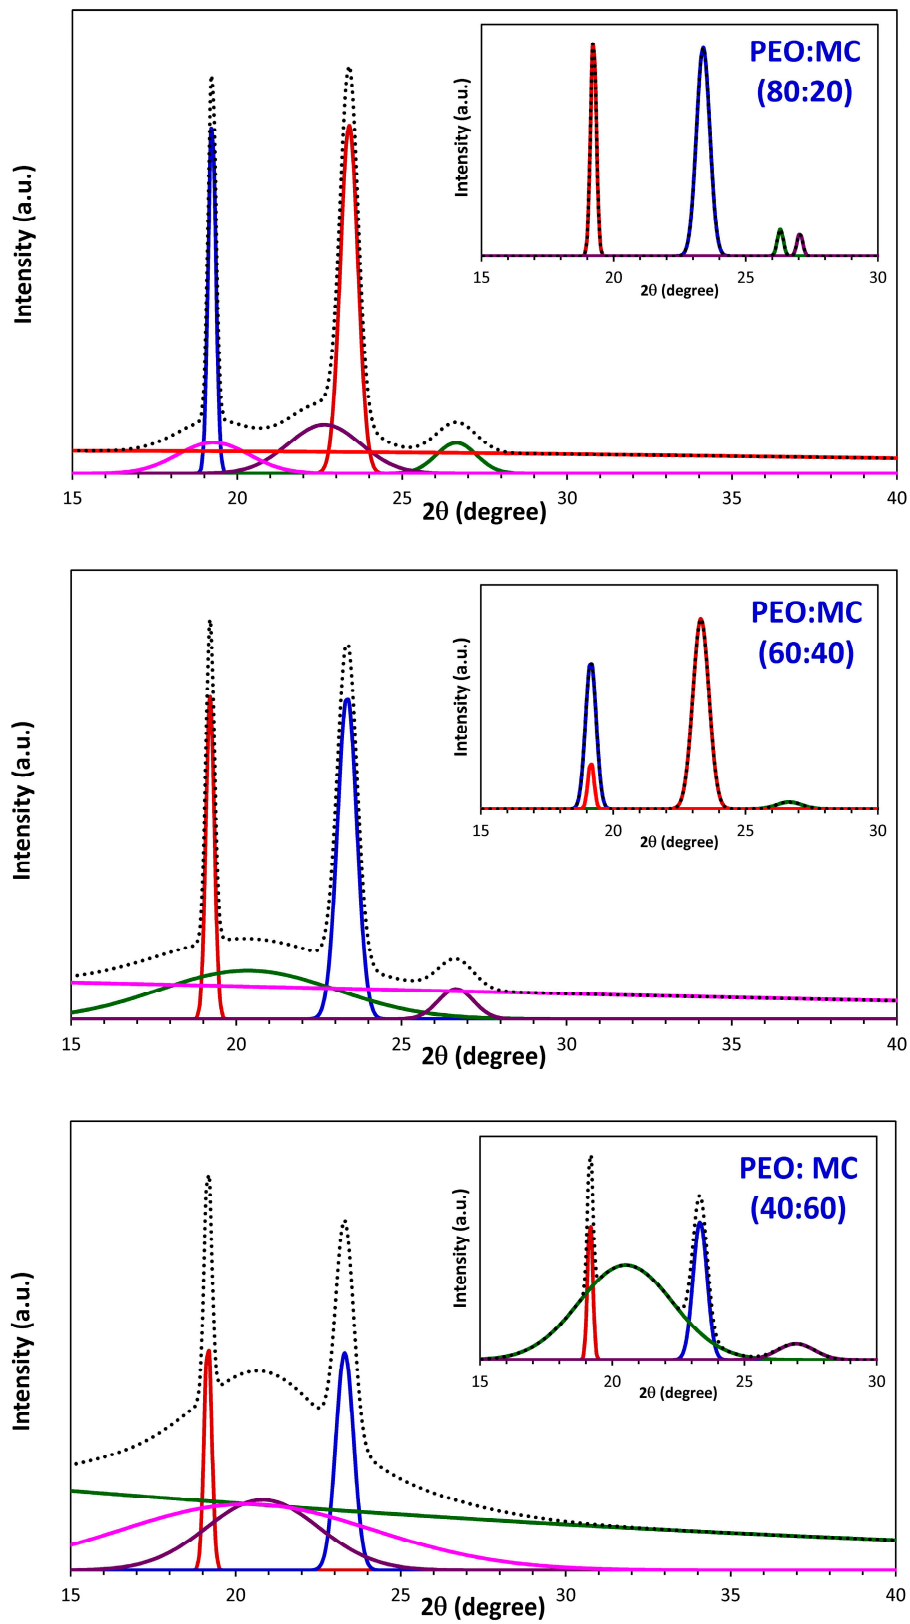 PEO:MC
(80:20)
Intensity (a.u.)
15 20 25 30
2θ (degree)
Intensity (a.u.)
15 20 25 30 35 40
2θ (degree)
PEO:MC
(60:40)
Intensity (a.u.)
15 20 25 30
2θ (degree)
Intensity (a.u.)
15 20 25 30 35 40
2θ (degree)
PEO: MC
(40:60)
Intensity (a.u.)
15 20 25 30
2θ (degree)
Intensity (a.u.)
15 20 25 30 35 40
2θ (degree)